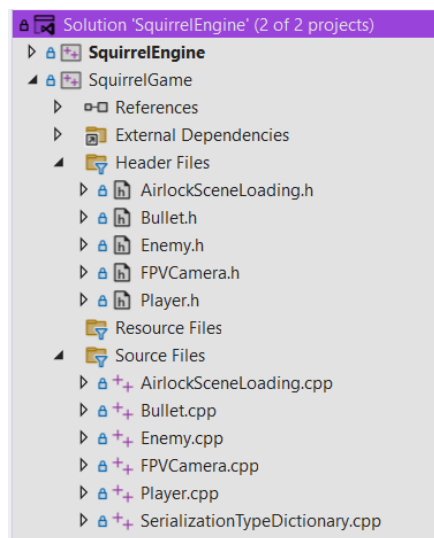 Solution 'SquirrelEngine' (2 of 2 projects)
SquirrelEngine
SquirrelGame
References
External Dependencies
Header Files
AirlockSceneLoading.h
Bullet.h
Enemy.h
FPVCamera.h
Player.h
Resource Files
Source Files
AirlockSceneLoading.cpp
Bullet.cpp
Enemy.cpp
FPVCamera.cpp
Player.cpp
SerializationTypeDictionary.cpp